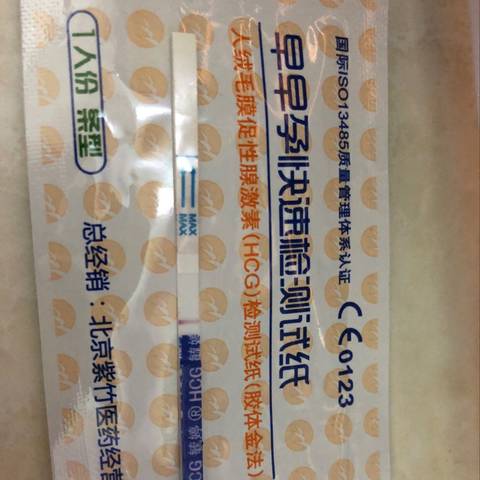 国际ISO13485质量管理体系认证 CE0123
早早孕快速检测试纸
人绒毛膜促性腺激素(HCG)检测试纸(胶体金法)
MAX
MAX
毓婷®HCG
1人份 条型
总经销：北京紫竹医药经营